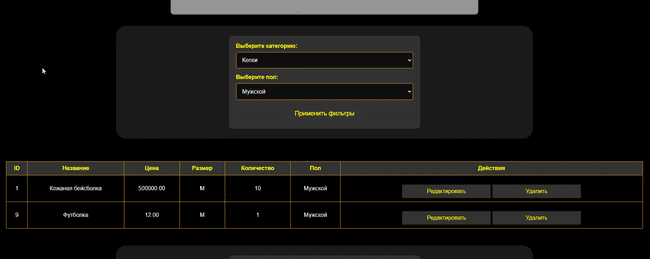 Выберите категорию:
Кепки
Выберите пол:
Мужской
Применить фильтры
ID Название Цена Размер Количество Пол Действия
1 Кожаная бейсболка 500000.00 M 10 Мужской Редактировать Удалить
9 Футболка 12.00 M 1 Мужской Редактировать Удалить